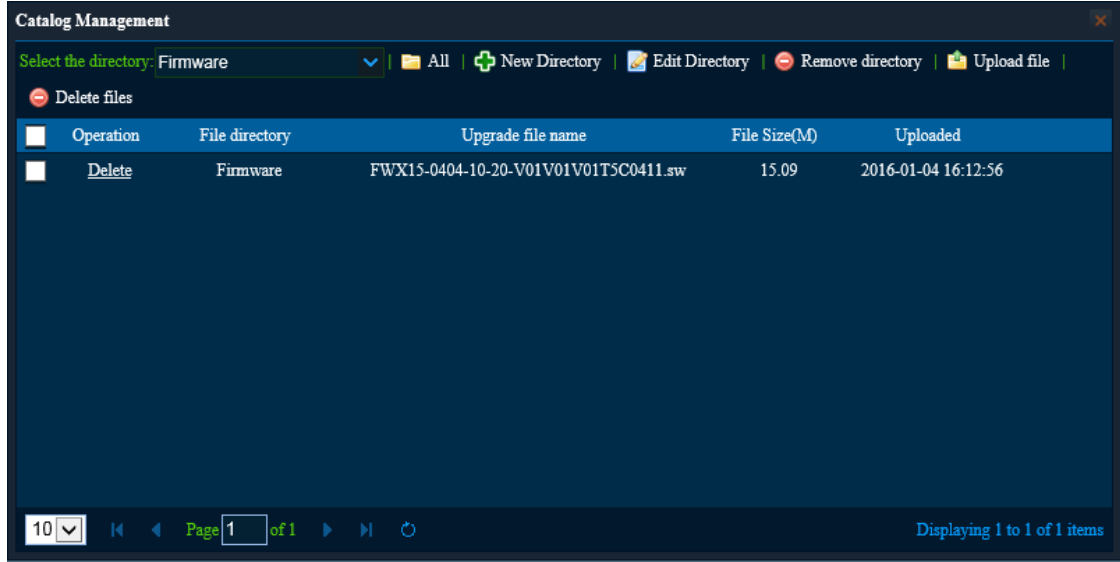 Catalog Management
Select the directory: Firmware | All | New Directory | Edit Directory | Remove directory | Upload file |
Delete files
Operation File directory Upgrade file name File Size(M) Uploaded
Delete Firmware FWX15-0404-10-20-V01V01V01T5C0411.sw 15.09 2016-01-04 16:12:56
10 Page 1 of 1 Displaying 1 to 1 of 1 items